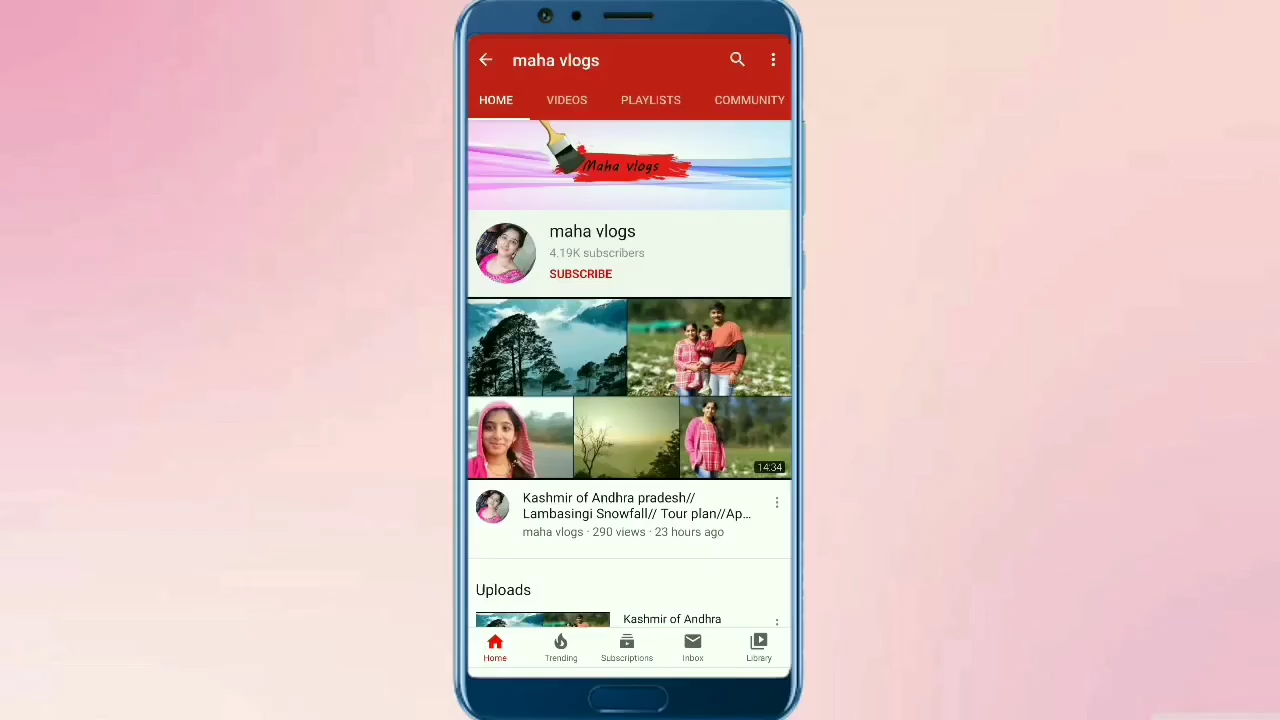 maha vlogs
HOME VIDEOS PLAYLISTS COMMUNITY
Maha vlogs
maha vlogs
4.19K subscribers
SUBSCRIBE
14:34
Kashmir of Andhra pradesh//
Lambasingi Snowfall// Tour plan//Ap...
maha vlogs · 290 views · 23 hours ago
Uploads
Kashmir of Andhra
Home Trending Subscriptions Inbox Library